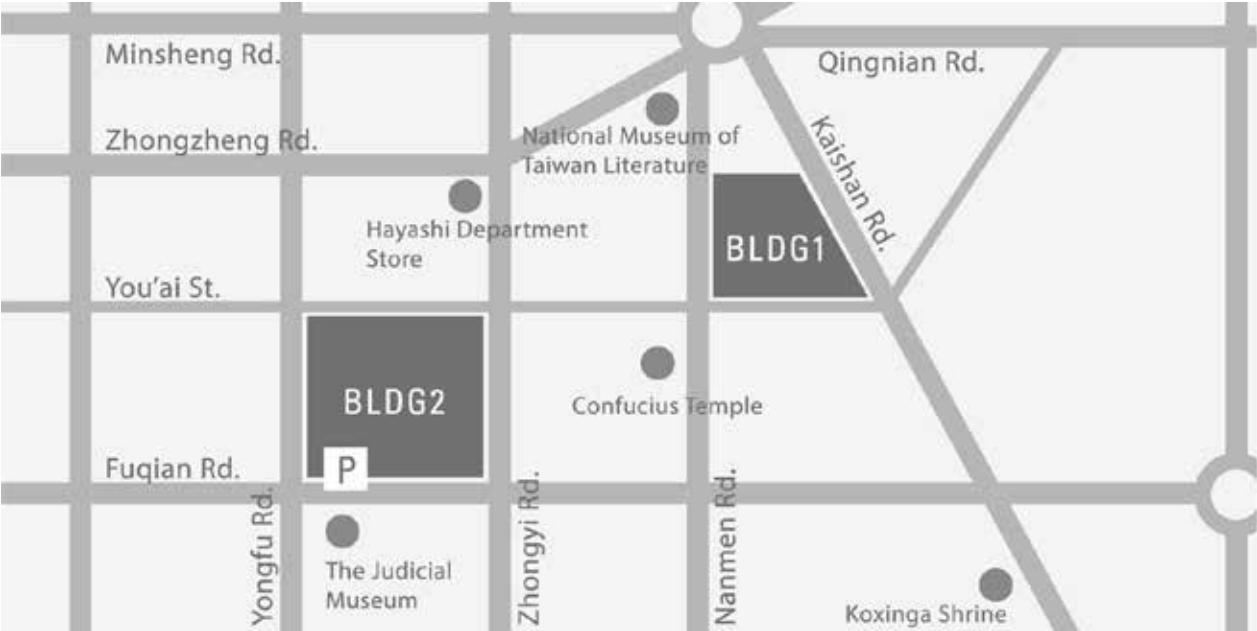 Minsheng Rd.
Qingnian Rd.
Zhongzheng Rd.
National Museum of
Taiwan Literature
Kaishan Rd.
Hayashi Department
Store
BLDG1
You'ai St.
BLDG2
Confucius Temple
Fuqian Rd.
P
Yongfu Rd.
Zhongyi Rd.
Nanmen Rd.
The Judicial
Museum
Koxinga Shrine